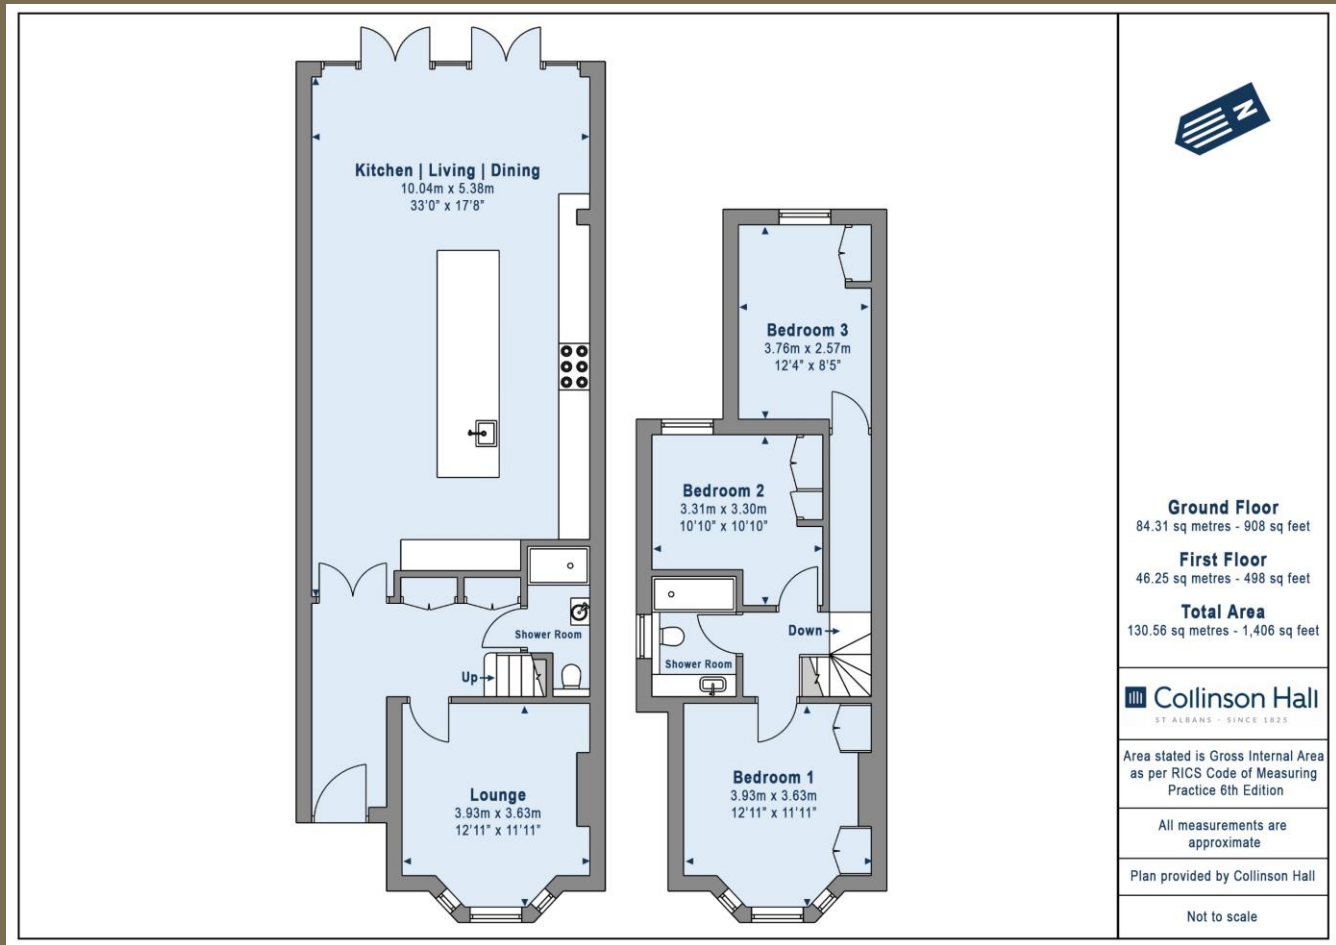 Kitchen | Living | Dining
10.04m x 5.38m
33'0" x 17'8"
Shower Room
Up
Lounge
3.93m x 3.63m
12'11" x 11'11"
Bedroom 3
3.76m x 2.57m
12'4" x 8'5"
Bedroom 2
3.31m x 3.30m
10'10" x 10'10"
Down
Shower Room
Bedroom 1
3.93m x 3.63m
12'11" x 11'11"
N
Ground Floor
84.31 sq metres - 908 sq feet
First Floor
46.25 sq metres - 498 sq feet
Total Area
130.56 sq metres - 1,406 sq feet
Collinson Hall
ST ALBANS - SINCE 1825
Area stated is Gross Internal Area
as per RICS Code of Measuring
Practice 6th Edition
All measurements are
approximate
Plan provided by Collinson Hall
Not to scale